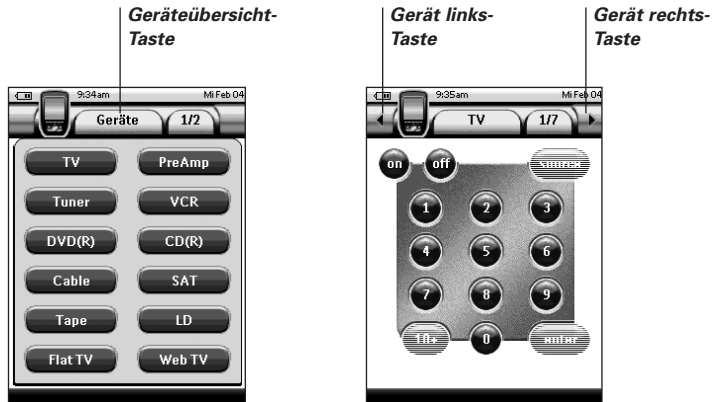 Geräteübersicht-
Taste
Gerät links-
Taste
Gerät rechts-
Taste
9:34am Mi Feb 04
Geräte 1/2
TV PreAmp
Tuner VCR
DVD(R) CD(R)
Cable SAT
Tape LD
Flat TV Web TV
9:35am Mi Feb 04
TV 1/7
on off source
1 2 3
4 5 6
7 8 9
10+ 0 enter